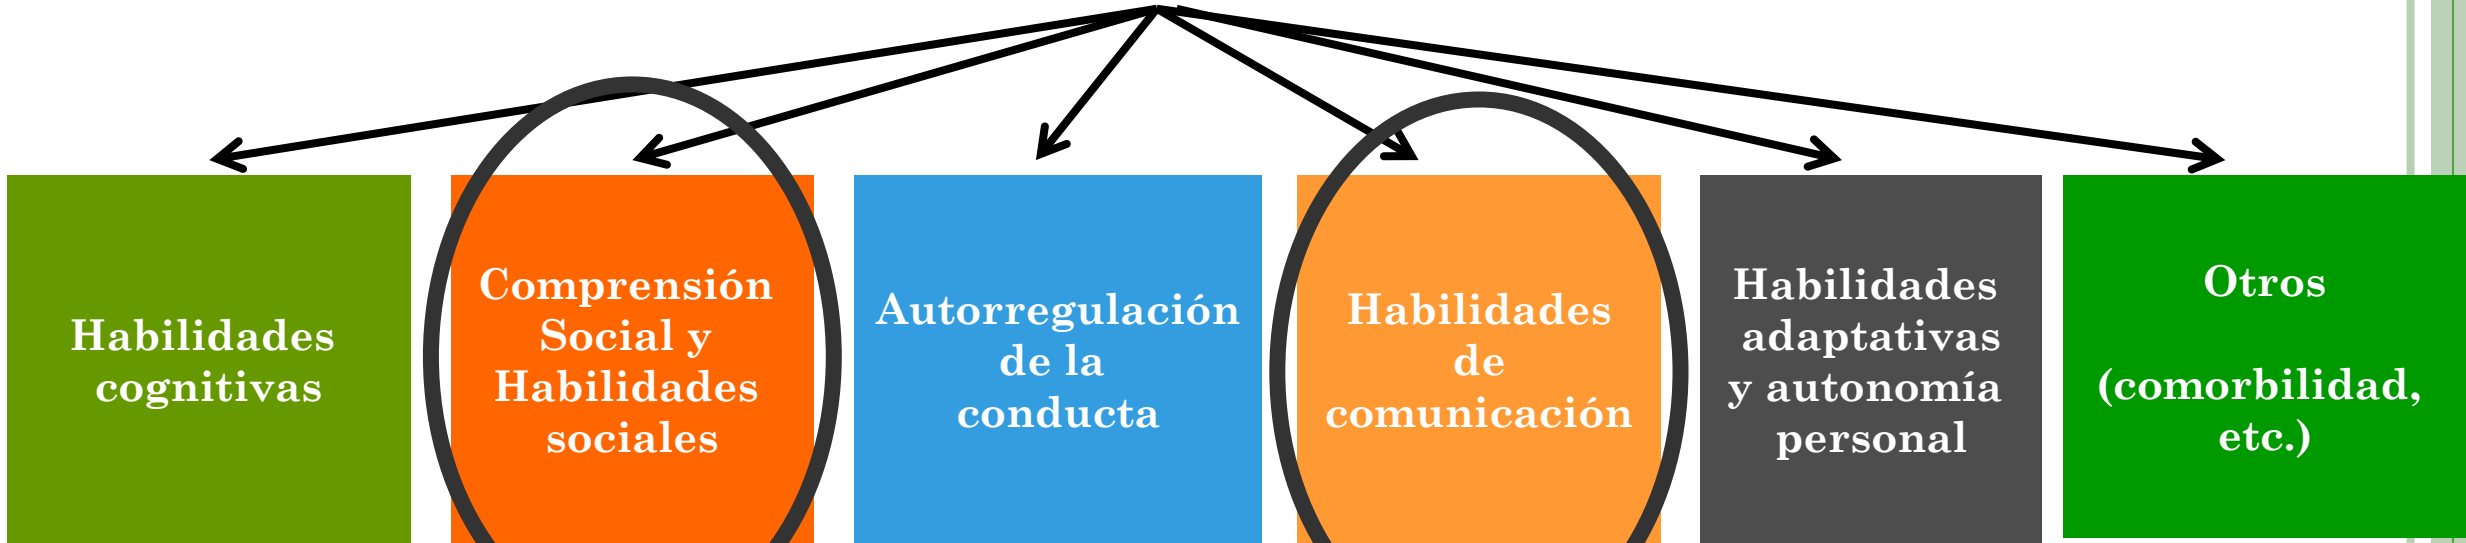 Habilidades
cognitivas
Comprensión
Social y
Habilidades
sociales
Autorregulación
de la
conducta
Habilidades
de
comunicación
Habilidades
adaptativas
y autonomía
personal
Otros
(comorbilidad,
etc.)